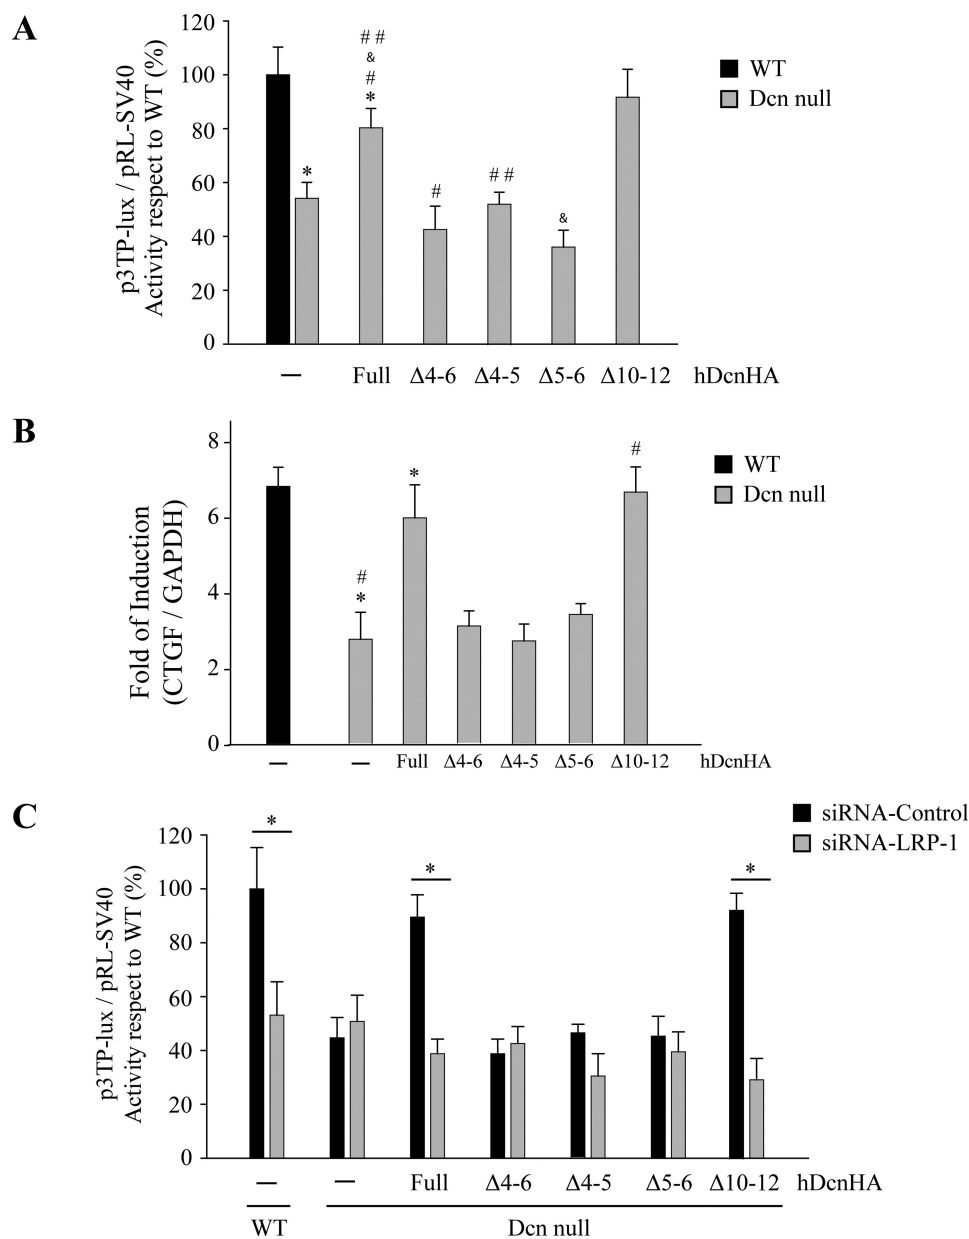 A
120
100
80
60
40
20
0
p3TP-lux / pRL-SV40
Activity respect to WT (%)
*
# #
&
#
*
#
# #
&
WT
Dcn null
– Full Δ4-6 Δ4-5 Δ5-6 Δ10-12 hDcnHA
B
8
6
4
2
0
Fold of Induction
(CTGF / GAPDH)
#
*
*
#
WT
Dcn null
– – Full Δ4-6 Δ4-5 Δ5-6 Δ10-12 hDcnHA
C
siRNA-Control
siRNA-LRP-1
120
100
80
60
40
20
0
p3TP-lux / pRL-SV40
Activity respect to WT (%)
*
*
*
– – Full Δ4-6 Δ4-5 Δ5-6 Δ10-12 hDcnHA
WT Dcn null